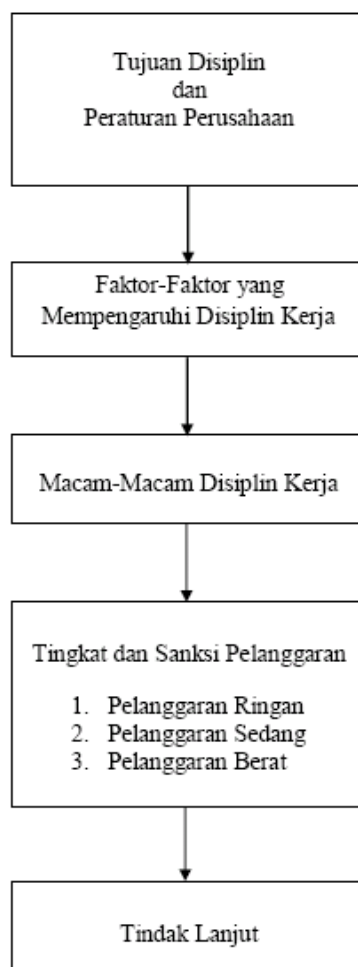 Tujuan Disiplin
dan
Peraturan Perusahaan
Faktor-Faktor yang
Mempengaruhi Disiplin Kerja
Macam-Macam Disiplin Kerja
Tingkat dan Sanksi Pelanggaran
1. Pelanggaran Ringan
2. Pelanggaran Sedang
3. Pelanggaran Berat
Tindak Lanjut